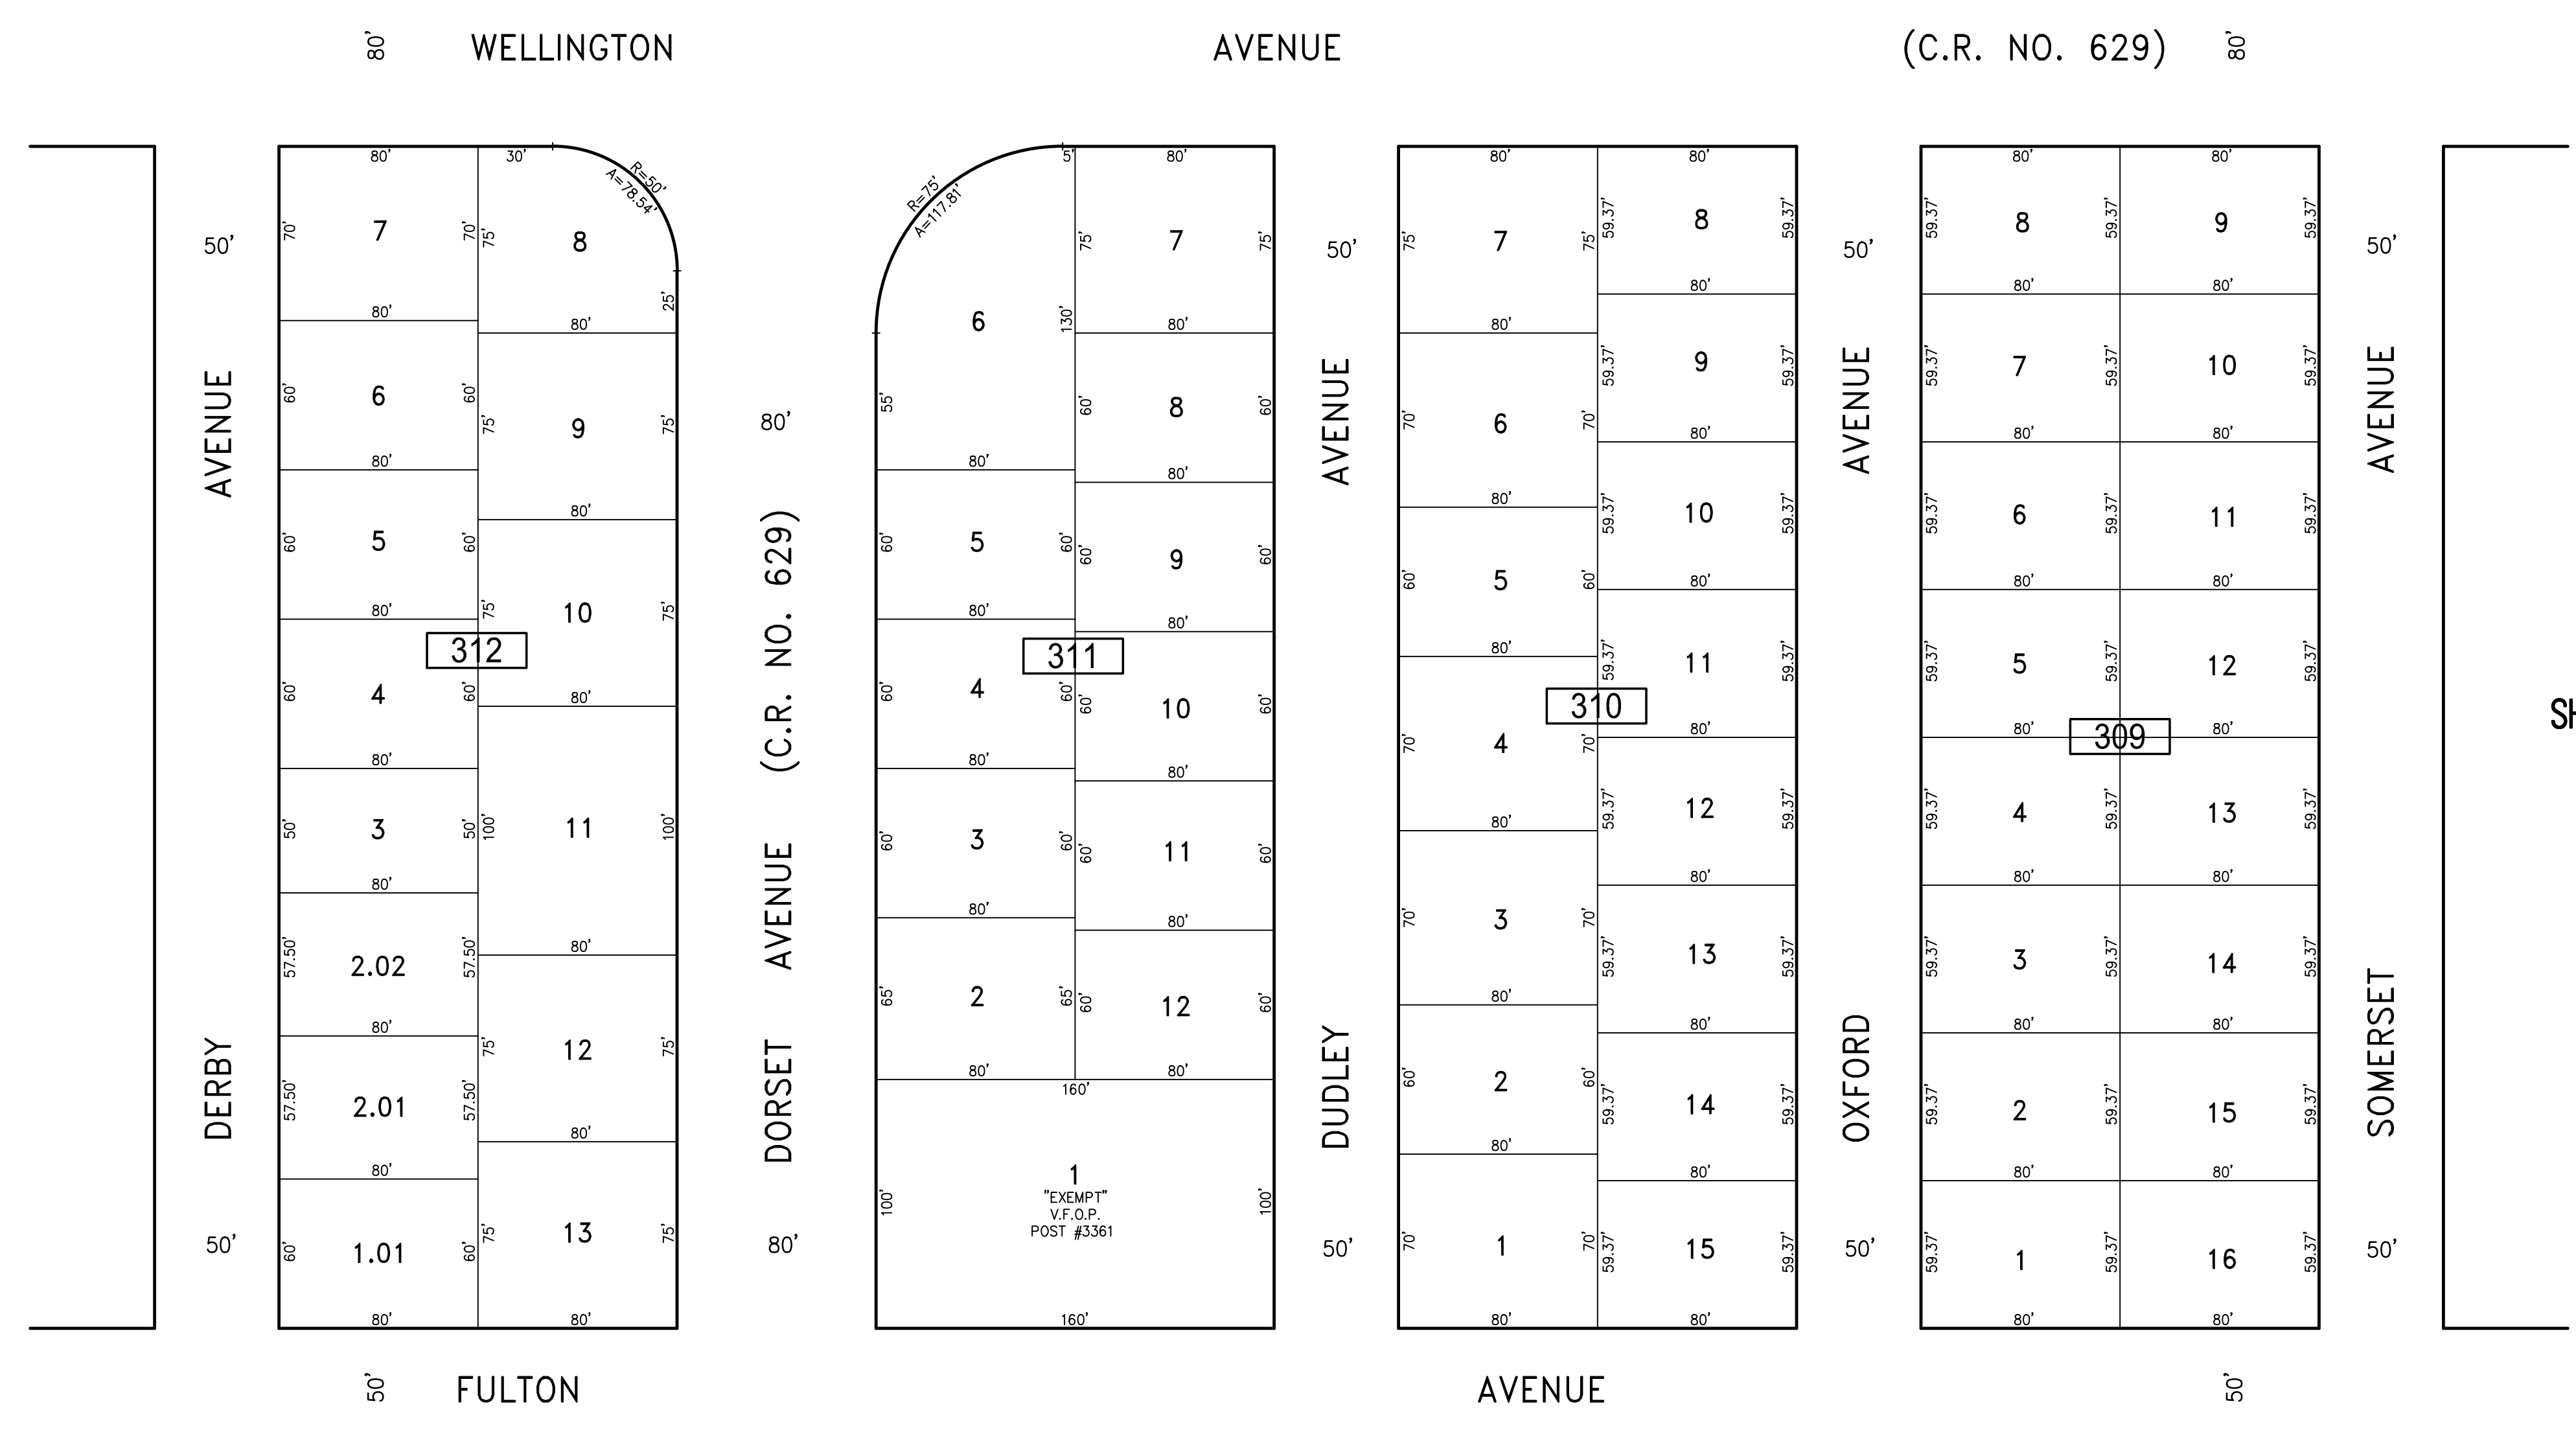 80' WELLINGTON AVENUE (C.R. NO. 629) 80'
50'
DERBY AVENUE
50'
312
80'
70' 7 70'
80'
60' 6 60'
80'
60' 5 60'
80'
60' 4 60'
80'
50' 3 50'
80'
57.50' 2.02 57.50'
80'
57.50' 2.01 57.50'
80'
60' 1.01 60'
80'
30'
R=50'
A=78.54'
75' 8 25'
80'
75' 9 75'
80'
75' 10 75'
80'
100' 11 100'
80'
75' 12 75'
80'
75' 13 75'
80'
80'
DORSET AVENUE (C.R. NO. 629)
80'
311
5'
R=75'
A=117.81'
55' 6 130'
80'
60' 5 60'
80'
60' 4 60'
80'
60' 3 60'
80'
65' 2 65'
80'
80'
75' 7 75'
80'
60' 8 60'
80'
60' 9 60'
80'
60' 10 60'
80'
60' 11 60'
80'
60' 12 60'
80'
160'
100' 1 100'
"EXEMPT"
V.F.O.P.
POST #3361
160'
50'
DUDLEY AVENUE
50'
310
80'
75' 7 75'
80'
70' 6 70'
80'
60' 5 60'
80'
70' 4 70'
80'
70' 3 70'
80'
60' 2 60'
80'
70' 1 70'
80'
80'
59.37' 8 59.37'
80'
59.37' 9 59.37'
80'
59.37' 10 59.37'
80'
59.37' 11 59.37'
80'
59.37' 12 59.37'
80'
59.37' 13 59.37'
80'
59.37' 14 59.37'
80'
59.37' 15 59.37'
80'
50'
OXFORD AVENUE
50'
309
80' 80'
59.37' 8 59.37' 9 59.37'
80' 80'
59.37' 7 59.37' 10 59.37'
80' 80'
59.37' 6 59.37' 11 59.37'
80' 80'
59.37' 5 59.37' 12 59.37'
80' 80'
59.37' 4 59.37' 13 59.37'
80' 80'
59.37' 3 59.37' 14 59.37'
80' 80'
59.37' 2 59.37' 15 59.37'
80' 80'
59.37' 1 59.37' 16 59.37'
80' 80'
50'
SOMERSET AVENUE
50'
50' FULTON AVENUE 50'